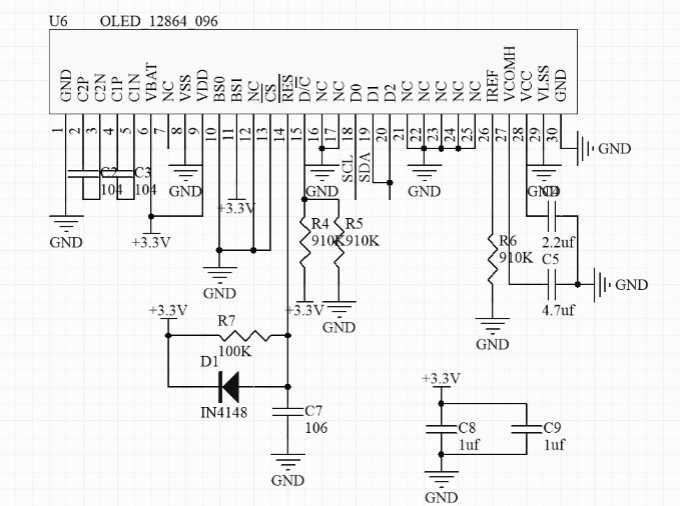 U6 OLED_12864_096
GND C2P C2N C1P C1N VBAT NC VSS VDD BS0 BS1 NC CS RES D/C NC NC D0 D1 D2 NC NC NC NC NC IREF VCOMH VCC VLSS GND
1 2 3 4 5 6 7 8 9 10 11 12 13 14 15 16 17 18 19 20 21 22 23 24 25 26 27 28 29 30
GND
C2 C3
SCL SDA
104 104
GND GND GND GND
C4
+3.3V
GND
+3.3V
R4 R5
910K 910K
R6
910K
2.2uf
C5
GND
GND
4.7uf
+3.3V
+3.3V
GND
R7
100K
GND
D1
IN4148
C7
106
GND
+3.3V
C8 C9
1uf 1uf
GND